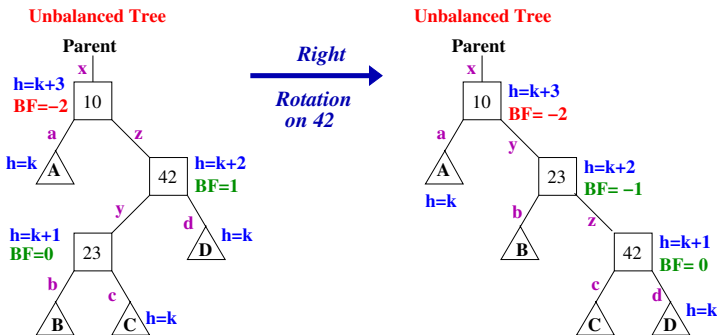 Unbalanced Tree
Parent
x
h=k+3
BF=−2
10
a
z
A
h=k
42
h=k+2
BF=1
y
d
h=k+1
BF=0
23
D
h=k
b
c
B
C
h=k
Right
Rotation
on 42
Unbalanced Tree
Parent
x
10
h=k+3
BF= −2
a
y
A
h=k
23
h=k+2
BF= −1
b
z
B
42
h=k+1
BF= 0
c
d
C
D
h=k